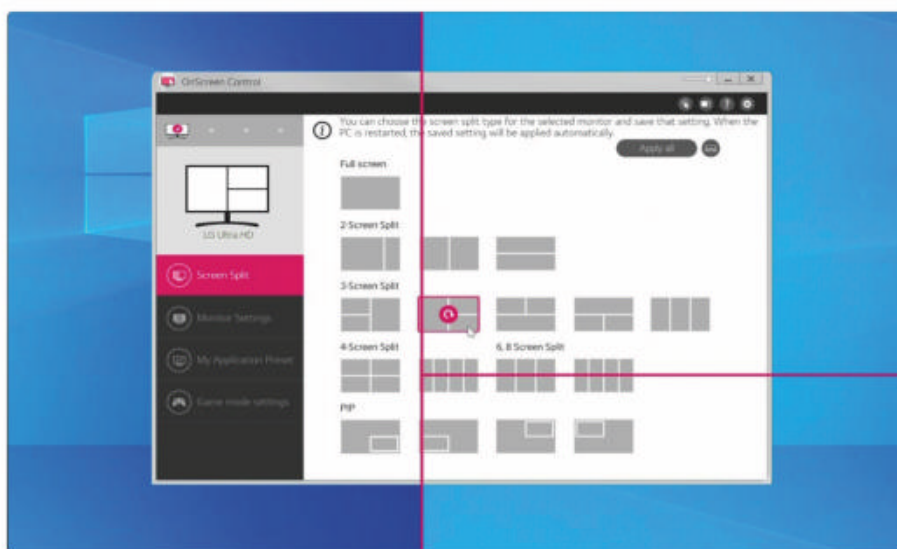 OnScreen Control
You can choose the screen split type for the selected monitor and save that setting. When the
PC is restarted, the saved setting will be applied automatically.
Apply all
Full screen
LG Ultra HD
2-Screen Split
Screen Split
3-Screen Split
Monitor Settings
4-Screen Split
6, 8 Screen Split
My Application Preset
Game mode settings
PIP